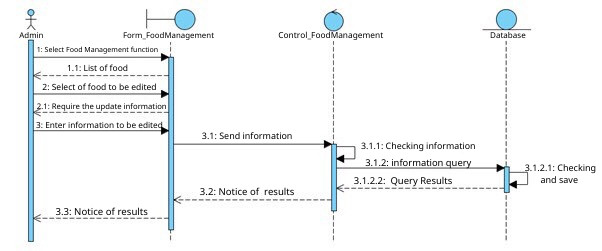 Admin
Form_FoodManagement
Control_FoodManagement
Database
1: Select Food Management function
1.1: List of food
2: Select of food to be edited
2.1: Require the update information
3: Enter information to be edited
3.1: Send information
3.1.1: Checking information
3.1.2: information query
3.1.2.1: Checking
and save
3.1.2.2: Query Results
3.2: Notice of results
3.3: Notice of results